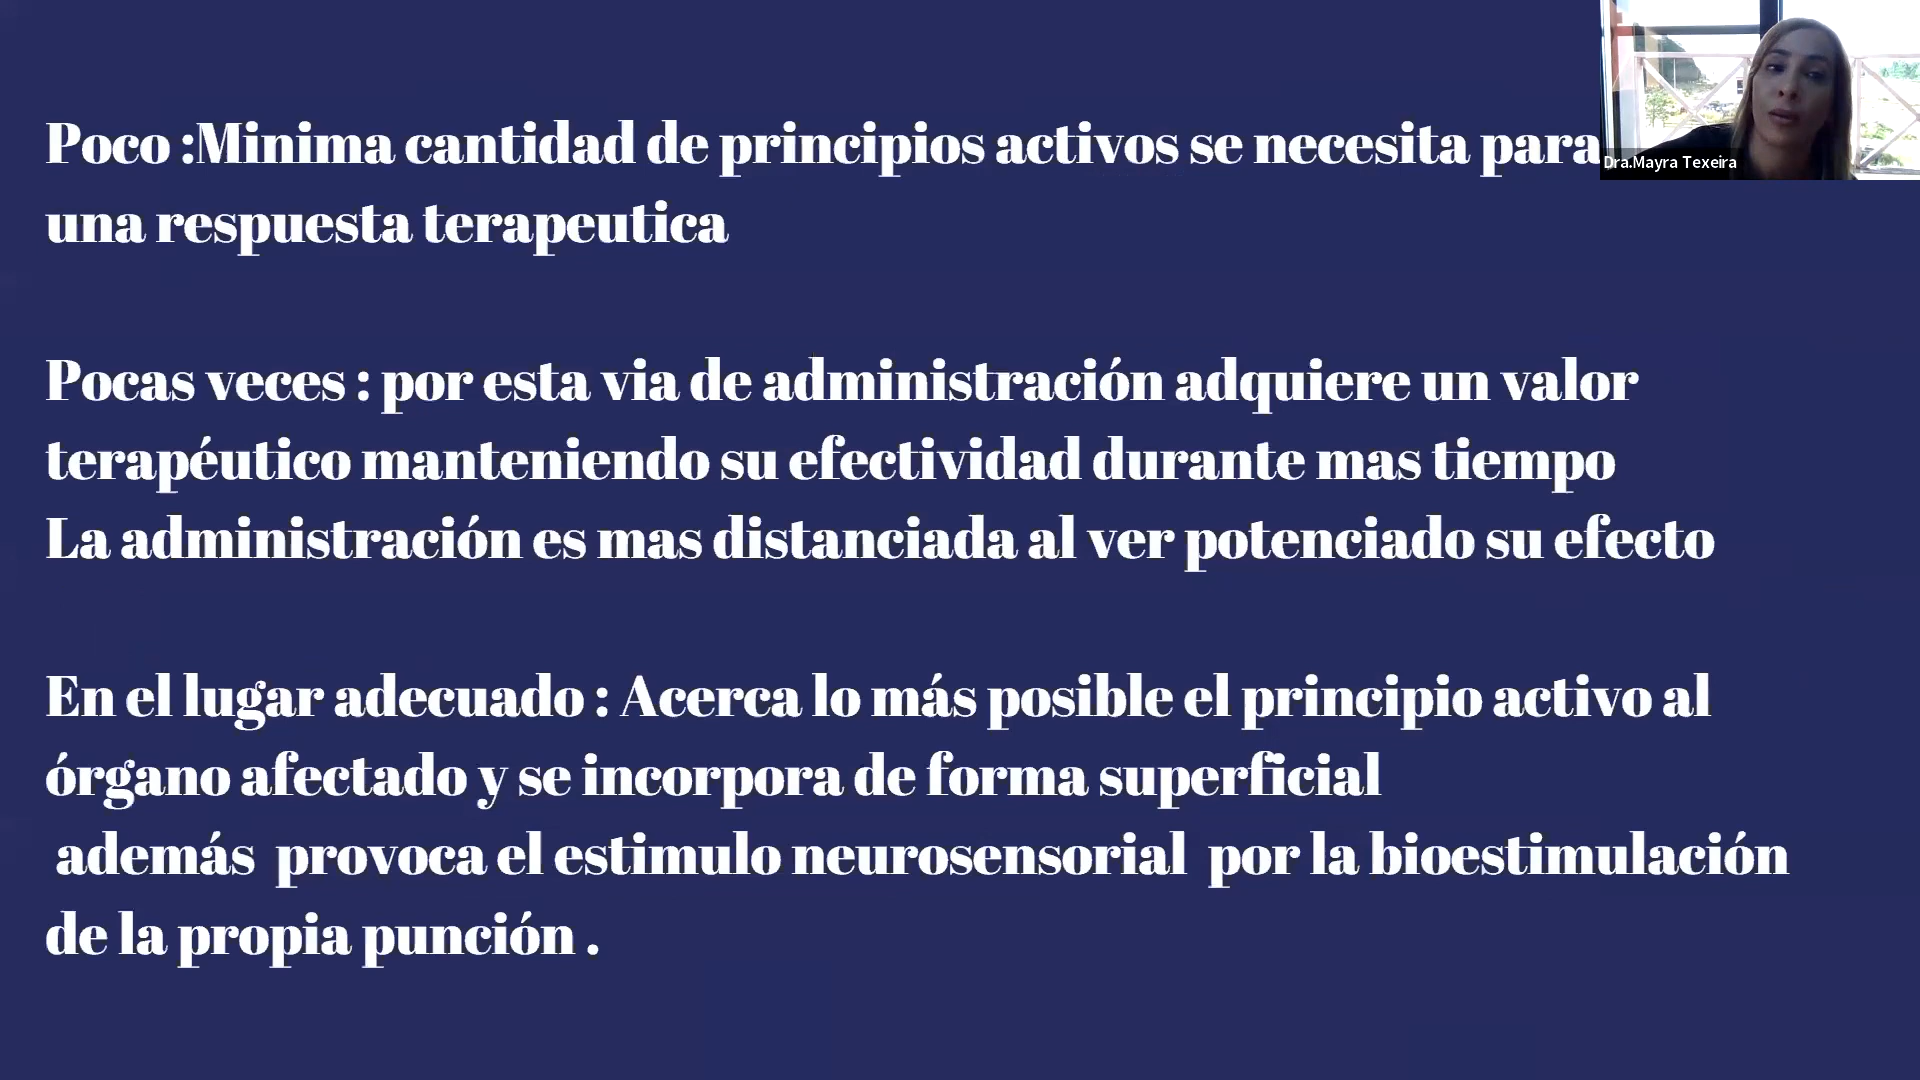 Poco :Minima cantidad de principios activos se necesita para
una respuesta terapeutica
Pocas veces : por esta via de administración adquiere un valor
terapéutico manteniendo su efectividad durante mas tiempo
La administración es mas distanciada al ver potenciado su efecto
En el lugar adecuado : Acerca lo más posible el principio activo al
órgano afectado y se incorpora de forma superficial
además provoca el estimulo neurosensorial por la bioestimulación
de la propia punción .
Dra.Mayra Texeira